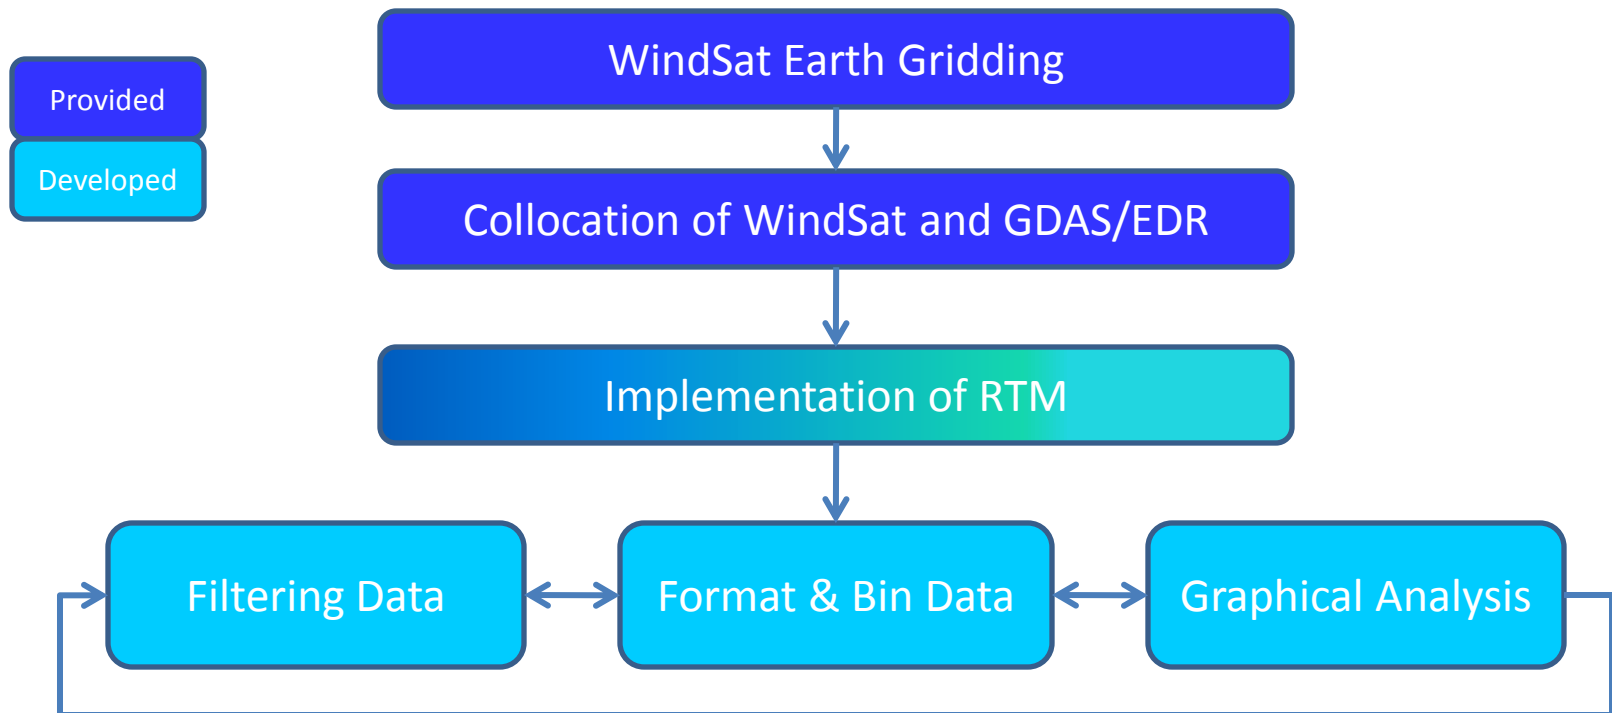 WindSat Earth Gridding
Provided
Developed
Collocation of WindSat and GDAS/EDR
Implementation of RTM
Filtering Data
Format & Bin Data
Graphical Analysis